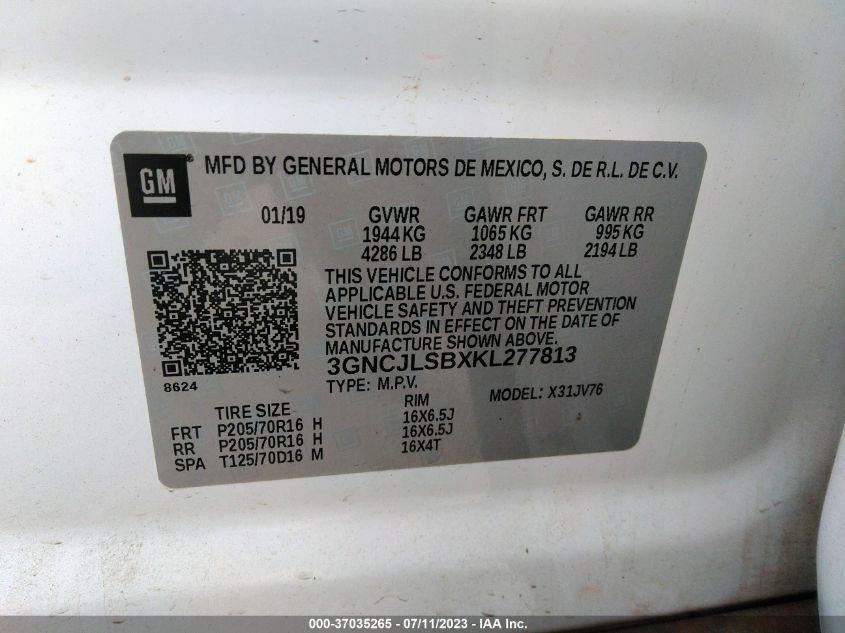 GM ® MFD BY GENERAL MOTORS DE MEXICO, S. DE R.L. DE C.V.
01/19 GVWR GAWR FRT GAWR RR
1944 KG 1065 KG 995 KG
4286 LB 2348 LB 2194 LB
THIS VEHICLE CONFORMS TO ALL
APPLICABLE U.S. FEDERAL MOTOR
VEHICLE SAFETY AND THEFT PREVENTION
STANDARDS IN EFFECT ON THE DATE OF
MANUFACTURE SHOWN ABOVE.
3GNCJLSBXKL277813
8624 TYPE: M.P.V. MODEL: X31JV76
TIRE SIZE RIM
FRT P205/70R16 H 16X6.5J
RR P205/70R16 H 16X6.5J
SPA T125/70D16 M 16X4T
000-37035265 - 07/11/2023 - IAA Inc.